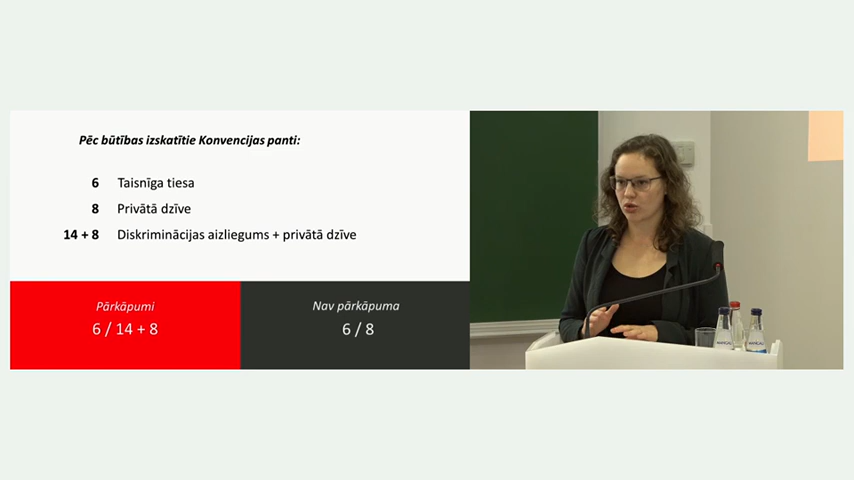 Pēc būtības izskatītie Konvencijas panti:
6 Taisnīga tiesa
8 Privātā dzīve
14 + 8 Diskriminācijas aizliegums + privātā dzīve
Pārkāpumi
6 / 14 + 8
Nav pārkāpuma
6 / 8